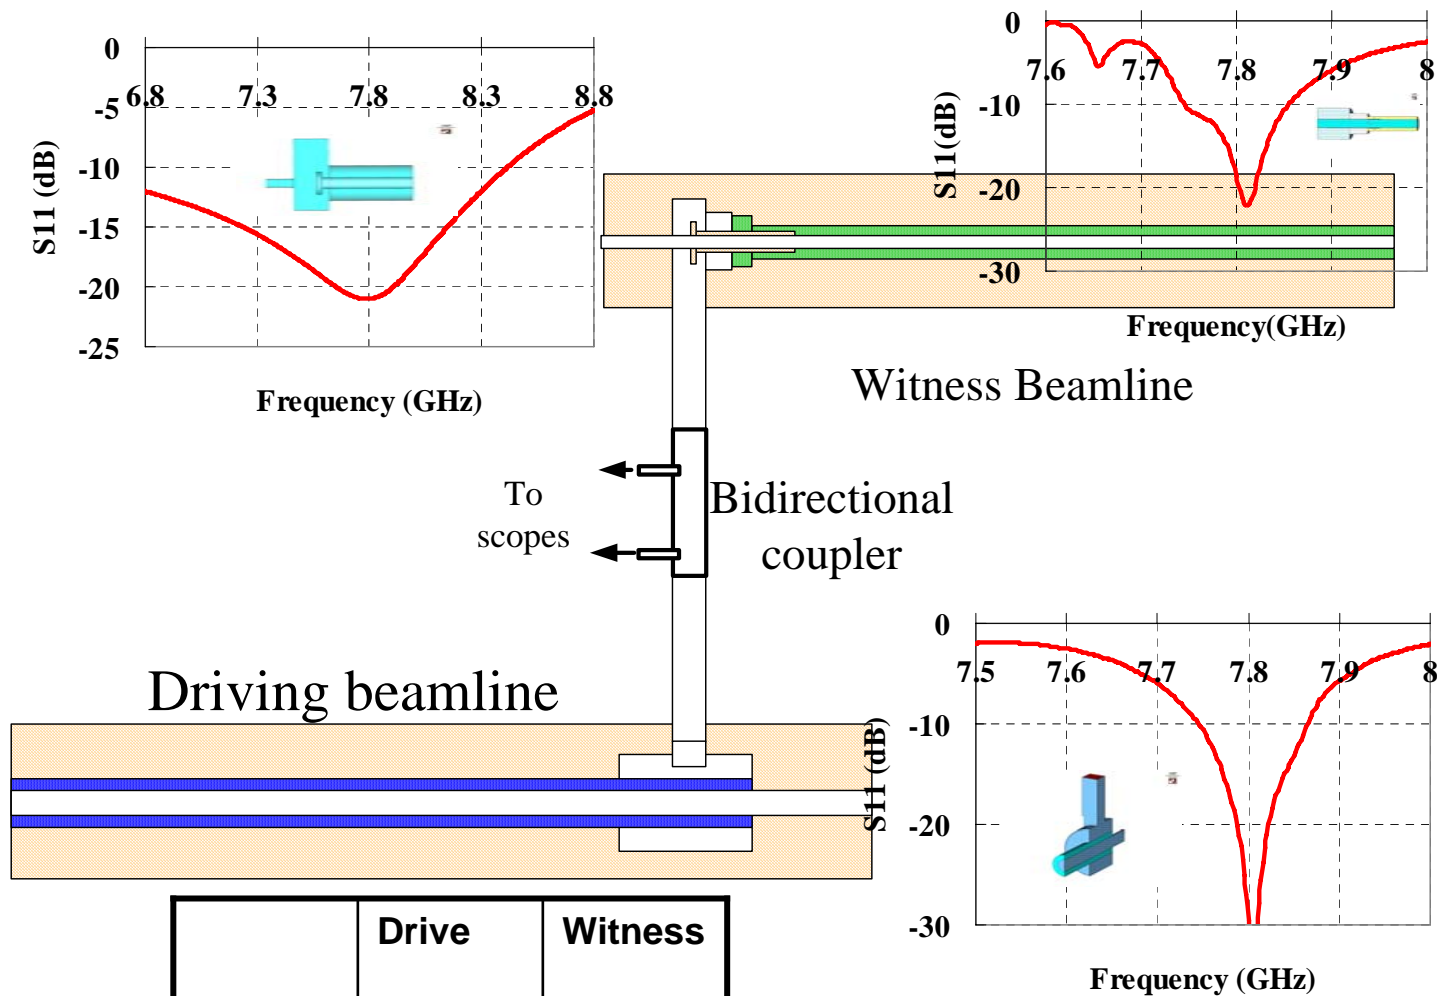 0
-5
-10
-15
-20
-25
6.8 7.3 7.8 8.3 8.8
S11 (dB)
Frequency (GHz)
0
-10
-20
-30
7.6 7.7 7.8 7.9 8
S11(dB)
Frequency(GHz)
Witness Beamline
To
scopes
Bidirectional
coupler
Driving beamline
0
-10
-20
-30
7.5 7.6 7.7 7.8 7.9 8
S11 (dB)
Frequency (GHz)
Drive Witness